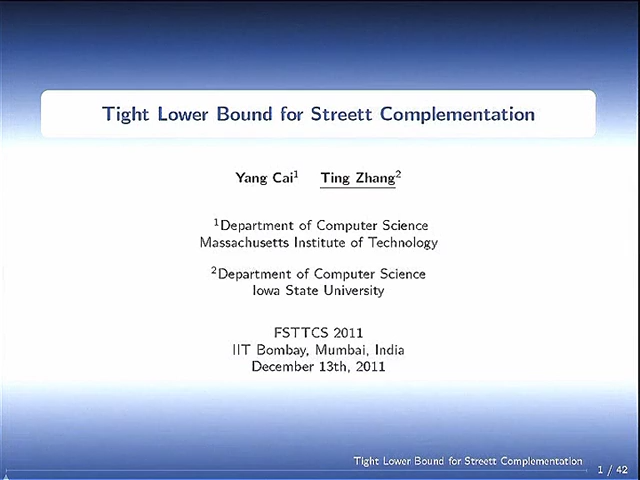 Tight Lower Bound for Streett Complementation
Yang Cai¹ Ting Zhang²
¹Department of Computer Science
Massachusetts Institute of Technology
²Department of Computer Science
Iowa State University
FSTTCS 2011
IIT Bombay, Mumbai, India
December 13th, 2011
Tight Lower Bound for Streett Complementation
1 / 42